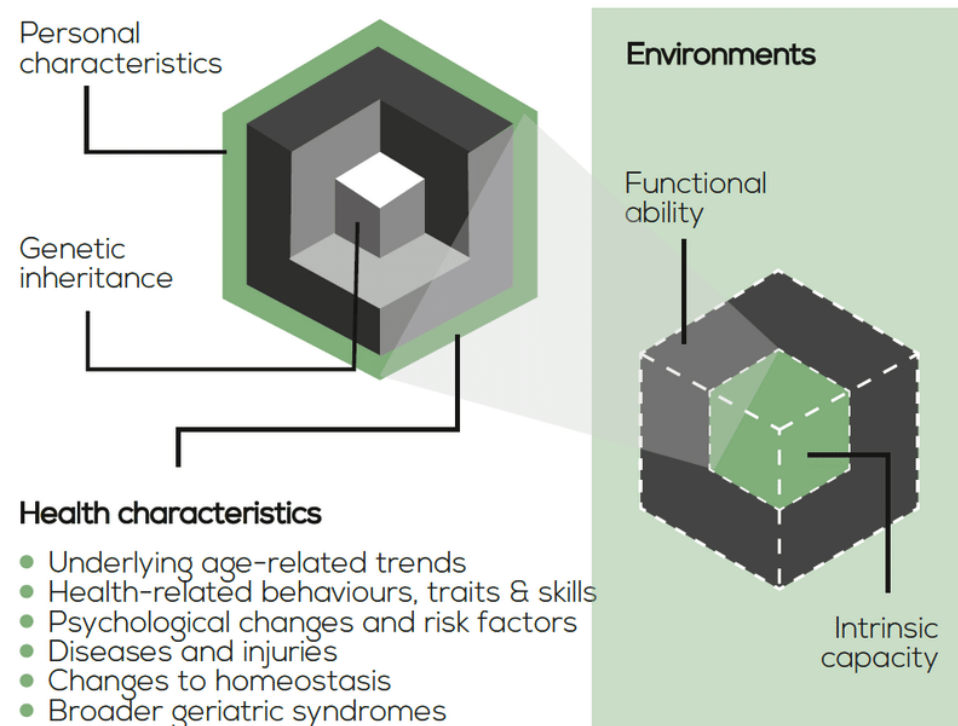 Personal
characteristics
Genetic
inheritance
Health characteristics
Underlying age-related trends
Health-related behaviours, traits & skills
Psychological changes and risk factors
Diseases and injuries
Changes to homeostasis
Broader geriatric syndromes
Environments
Functional
ability
Intrinsic
capacity